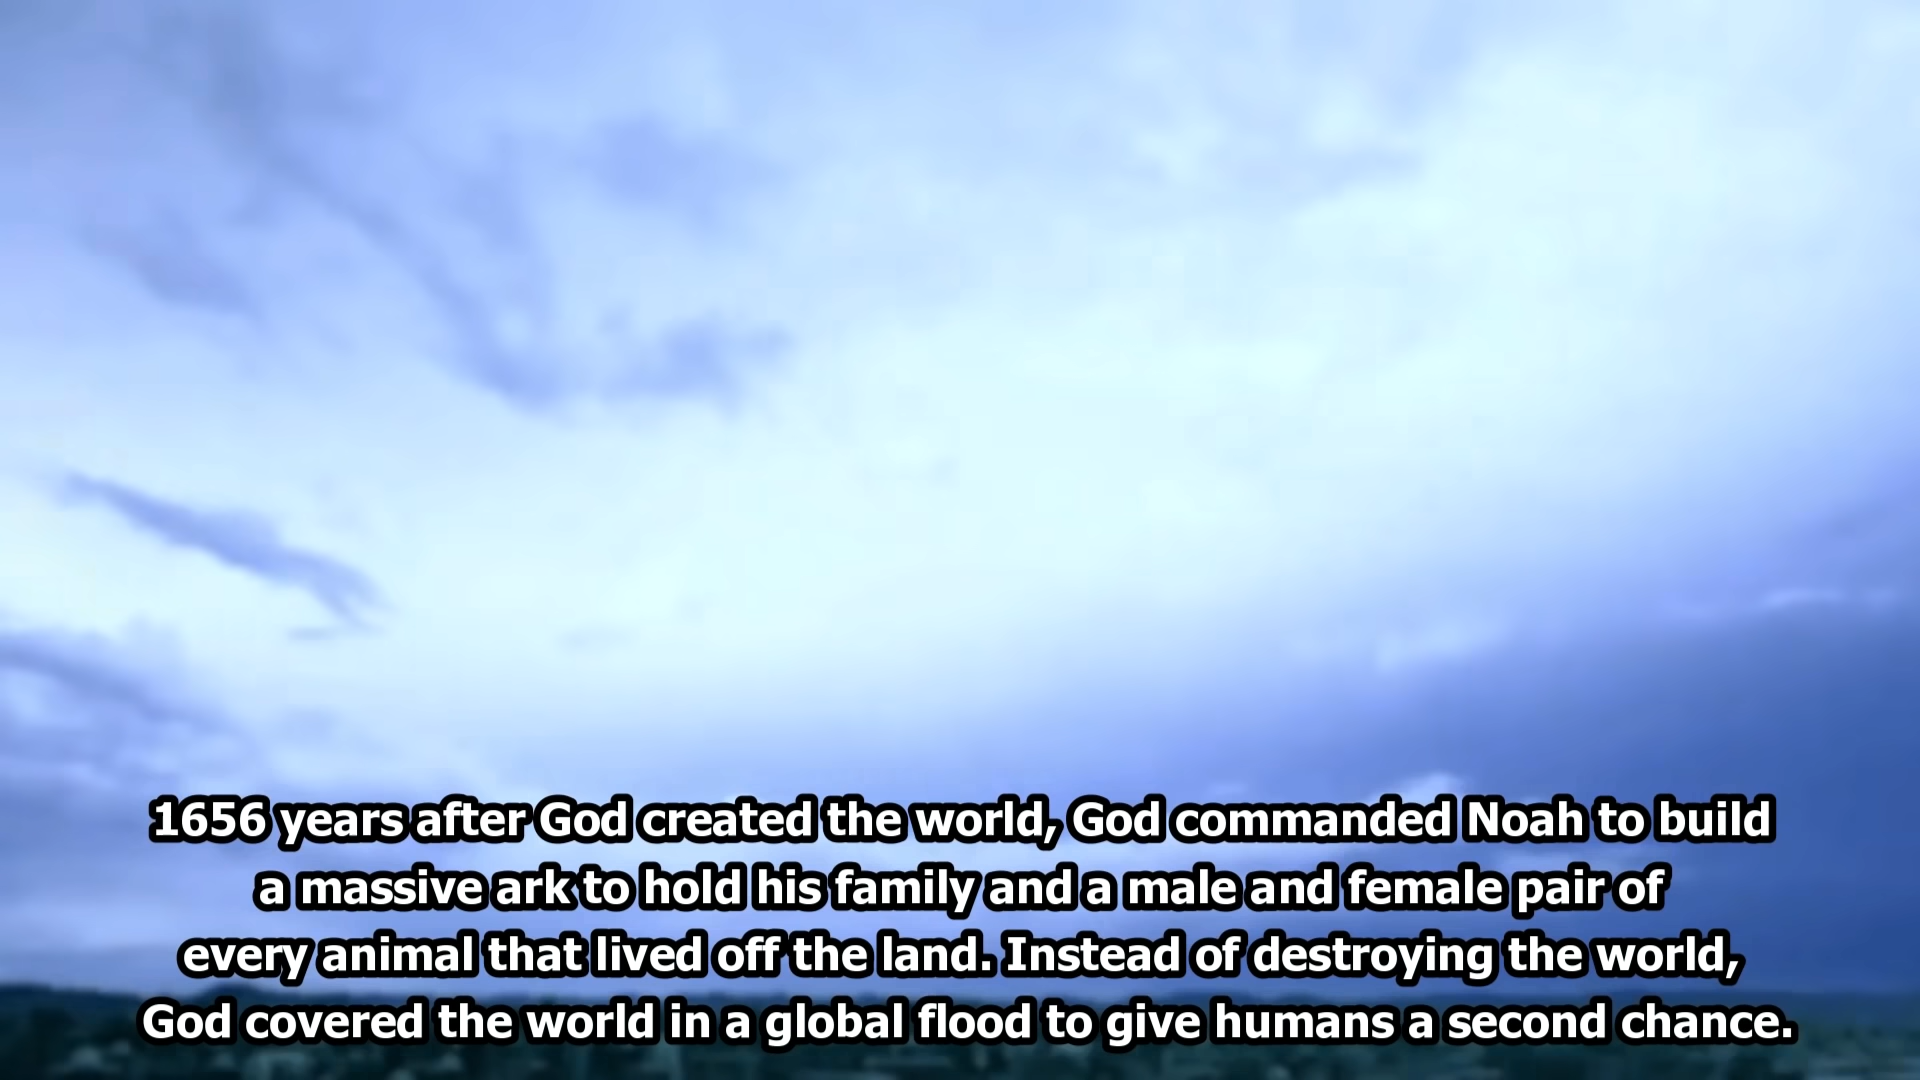 1656 years after God created the world, God commanded Noah to build
a massive ark to hold his family and a male and female pair of
every animal that lived off the land. Instead of destroying the world,
God covered the world in a global flood to give humans a second chance.